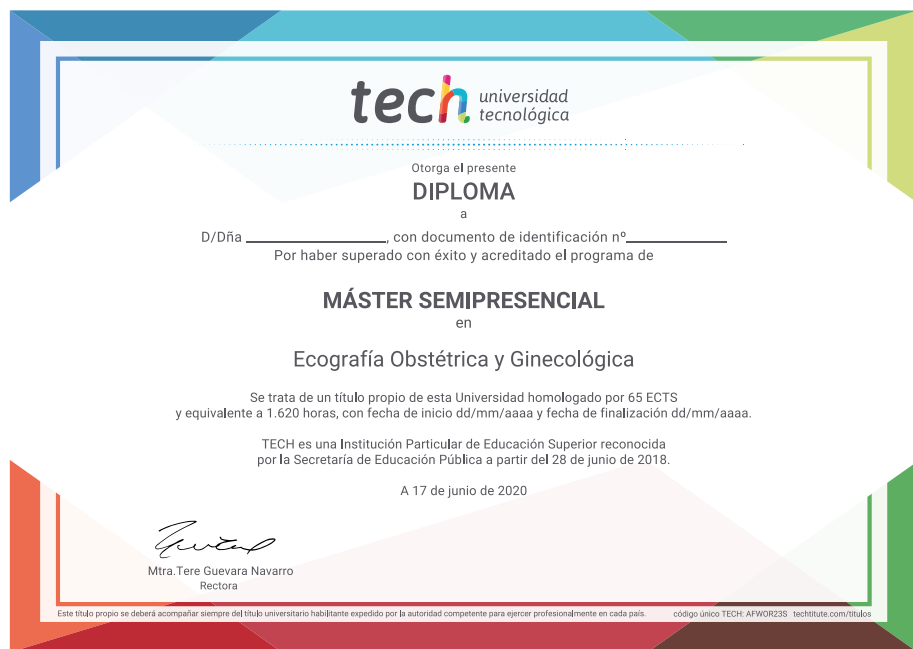 tech universidad
tecnológica
Otorga el presente
DIPLOMA
a
D/Dña ____________, con documento de identificación nº____________
Por haber superado con éxito y acreditado el programa de
MÁSTER SEMIPRESENCIAL
en
Ecografía Obstétrica y Ginecológica
Se trata de un título propio de esta Universidad homologado por 65 ECTS
y equivalente a 1.620 horas, con fecha de inicio dd/mm/aaaa y fecha de finalización dd/mm/aaaa.
TECH es una Institución Particular de Educación Superior reconocida
por la Secretaría de Educación Pública a partir del 28 de junio de 2018.
A 17 de junio de 2020
Mtra.Tere Guevara Navarro
Rectora
Este título propio se deberá acompañar siempre del título universitario habilitante expedido por la autoridad competente para ejercer profesionalmente en cada país. código único TECH: AFWOR23S techtitute.com/titulos